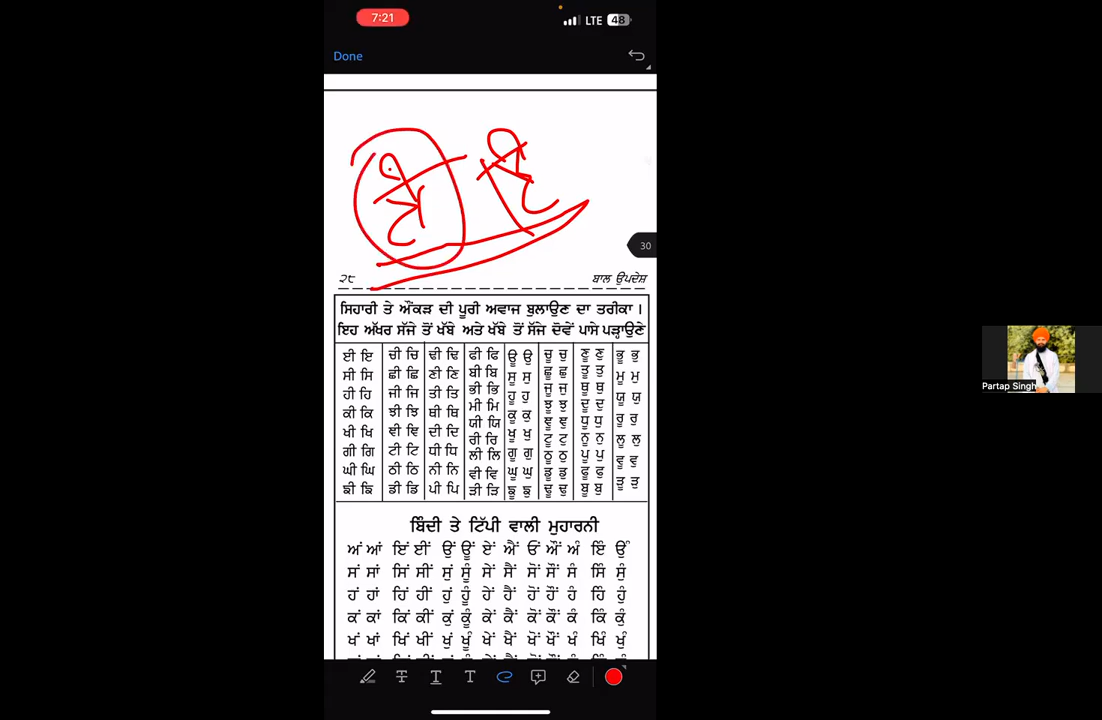 7:21
LTE 48
Done
30
੨੮ ਬਾਲ ਉਪਦੇਸ਼
ਸਿਹਾਰੀ ਤੇ ਔਂਕੜ ਦੀ ਪੂਰੀ ਅਵਾਜ ਬੁਲਾਉਣ ਦਾ ਤਰੀਕਾ ।
ਇਹ ਅੱਖਰ ਸੱਜੇ ਤੋਂ ਖੱਬੇ ਅਤੇ ਖੱਬੇ ਤੋਂ ਸੱਜੇ ਦੋਵੇਂ ਪਾਸੇ ਪੜ੍ਹਾਉਣੇ
ਈ ਇ ਚੀ ਚਿ ਢੀ ਢਿ ਫੀ ਫਿ ਊ ਉ ਚੂ ਚੁ ਣੂ ਣੁ ਭੂ ਭੁ
ਸੀ ਸਿ ਛੀ ਛਿ ਣੀ ਣਿ ਬੀ ਬਿ ਸੂ ਸੁ ਛੂ ਛੁ ਤੂ ਤੁ ਮੂ ਮੁ
ਹੀ ਹਿ ਜੀ ਜਿ ਤੀ ਤਿ ਭੀ ਭਿ ਹੂ ਹੁ ਜੂ ਜੁ ਥੂ ਥੁ ਯੂ ਯੁ
ਕੀ ਕਿ ਝੀ ਝਿ ਥੀ ਥਿ ਮੀ ਮਿ ਕੂ ਕੁ ਝੂ ਝੁ ਦੂ ਦੁ ਰੂ ਰੁ
ਖੀ ਖਿ ਞੀ ਞਿ ਦੀ ਦਿ ਯੀ ਯਿ ਖੂ ਖੁ ਞੂ ਞੁ ਧੂ ਧੁ ਲੂ ਲੁ
ਗੀ ਗਿ ਟੀ ਟਿ ਧੀ ਧਿ ਰੀ ਰਿ ਗੂ ਗੁ ਟੂ ਟੁ ਨੂ ਨੁ ਵੂ ਵੁ
ਘੀ ਘਿ ਠੀ ਠਿ ਨੀ ਨਿ ਲੀ ਲਿ ਘੂ ਘੁ ਠੂ ਠੁ ਪੂ ਪੁ ੜੂ ੜੁ
ਙੀ ਙਿ ਡੀ ਡਿ ਪੀ ਪਿ ਵੀ ਵਿ ਙੂ ਙੁ ਡੂ ਡੁ ਫੂ ਫੁ
ੜੀ ੜਿ ਢੂ ਢੁ ਬੂ ਬੁ
ਬਿੰਦੀ ਤੇ ਟਿੱਪੀ ਵਾਲੀ ਮੁਹਾਰਨੀ
ਅਂ ਆਂ ਇਂ ਈਂ ਉਂ ਊਂ ਏਂ ਐਂ ਓਂ ਔਂ ਅੰ ਇੰ ਉੰ
ਸਂ ਸਾਂ ਸਿਂ ਸੀਂ ਸੁਂ ਸੂੰ ਸੇਂ ਸੈਂ ਸੋਂ ਸੌਂ ਸੰ ਸਿੰ ਸੁੰ
ਹਂ ਹਾਂ ਹਿਂ ਹੀਂ ਹੁਂ ਹੂੰ ਹੇਂ ਹੈਂ ਹੋਂ ਹੌਂ ਹੰ ਹਿੰ ਹੁੰ
ਕਂ ਕਾਂ ਕਿਂ ਕੀਂ ਕੁਂ ਕੂੰ ਕੇਂ ਕੈਂ ਕੋਂ ਕੌਂ ਕੰ ਕਿੰ ਕੁੰ
ਖਂ ਖਾਂ ਖਿਂ ਖੀਂ ਖੁਂ ਖੂੰ ਖੇਂ ਖੈਂ ਖੋਂ ਖੌਂ ਖੰ ਖਿੰ ਖੁੰ
Partap Singh